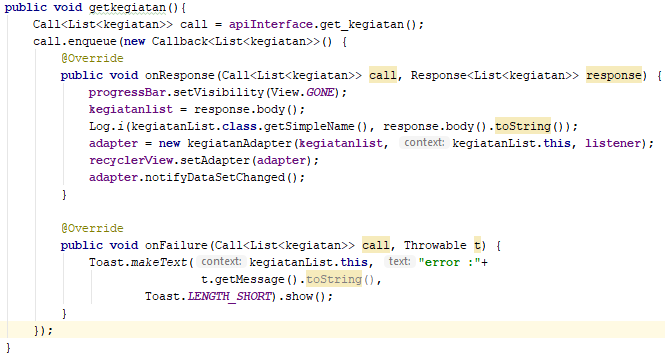 public void getkegiatan(){
    Call<List<kegiatan>> call = apiInterface.get_kegiatan();
    call.enqueue(new Callback<List<kegiatan>>() {
        @Override
        public void onResponse(Call<List<kegiatan>> call, Response<List<kegiatan>> response) {
            progressBar.setVisibility(View.GONE);
            kegiatanlist = response.body();
            Log.i(kegiatanList.class.getSimpleName(), response.body().toString());
            adapter = new kegiatanAdapter(kegiatanlist, context: kegiatanList.this, listener);
            recyclerView.setAdapter(adapter);
            adapter.notifyDataSetChanged();
        }

        @Override
        public void onFailure(Call<List<kegiatan>> call, Throwable t) {
            Toast.makeText( context: kegiatanList.this, text: "error :"+
                            t.getMessage().toString(),
                    Toast.LENGTH_SHORT).show();
        }
    });
}